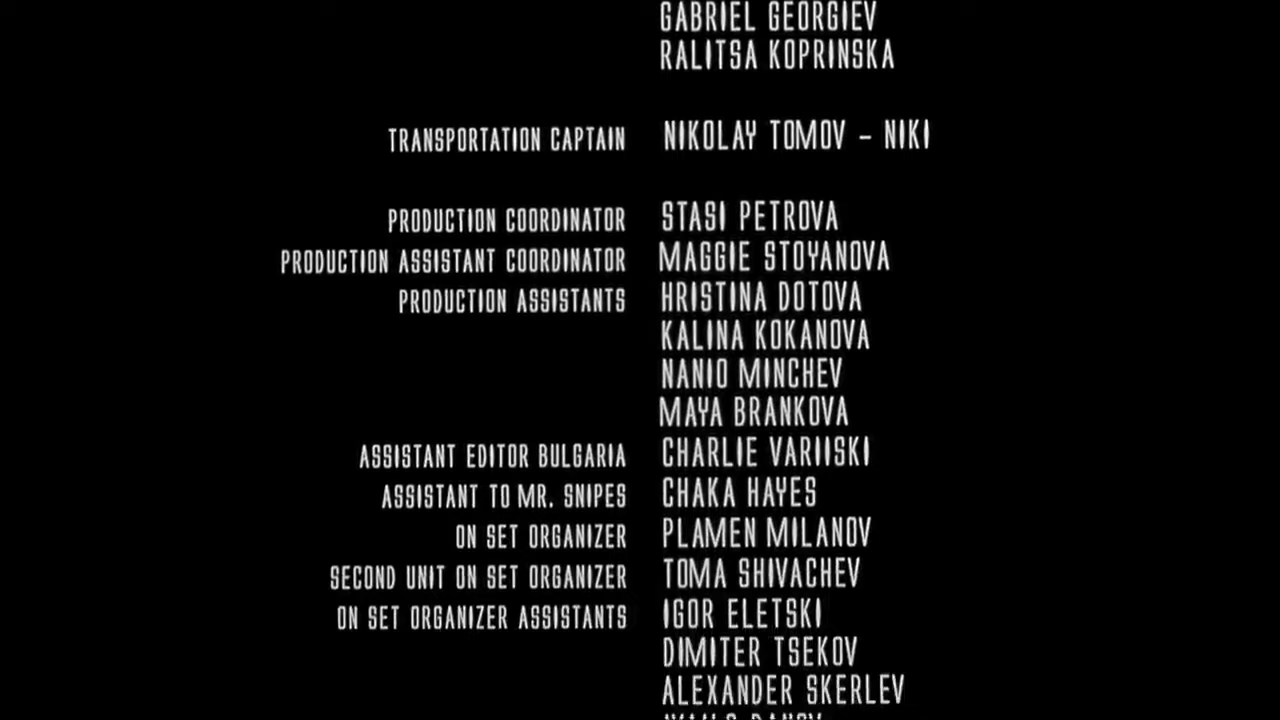 GABRIEL GEORGIEV
RALITSA KOPRINSKA
TRANSPORTATION CAPTAIN NIKOLAY TOMOV - NIKI
PRODUCTION COORDINATOR STASI PETROVA
PRODUCTION ASSISTANT COORDINATOR MAGGIE STOYANOVA
PRODUCTION ASSISTANTS HRISTINA DOTOVA
KALINA KOKANOVA
NANIO MINCHEV
MAYA BRANKOVA
ASSISTANT EDITOR BULGARIA CHARLIE VARIISKI
ASSISTANT TO MR. SNIPES CHAKA HAYES
ON SET ORGANIZER PLAMEN MILANOV
SECOND UNIT ON SET ORGANIZER TOMA SHIVACHEV
ON SET ORGANIZER ASSISTANTS IGOR ELETSKI
DIMITER TSEKOV
ALEXANDER SKERLEV